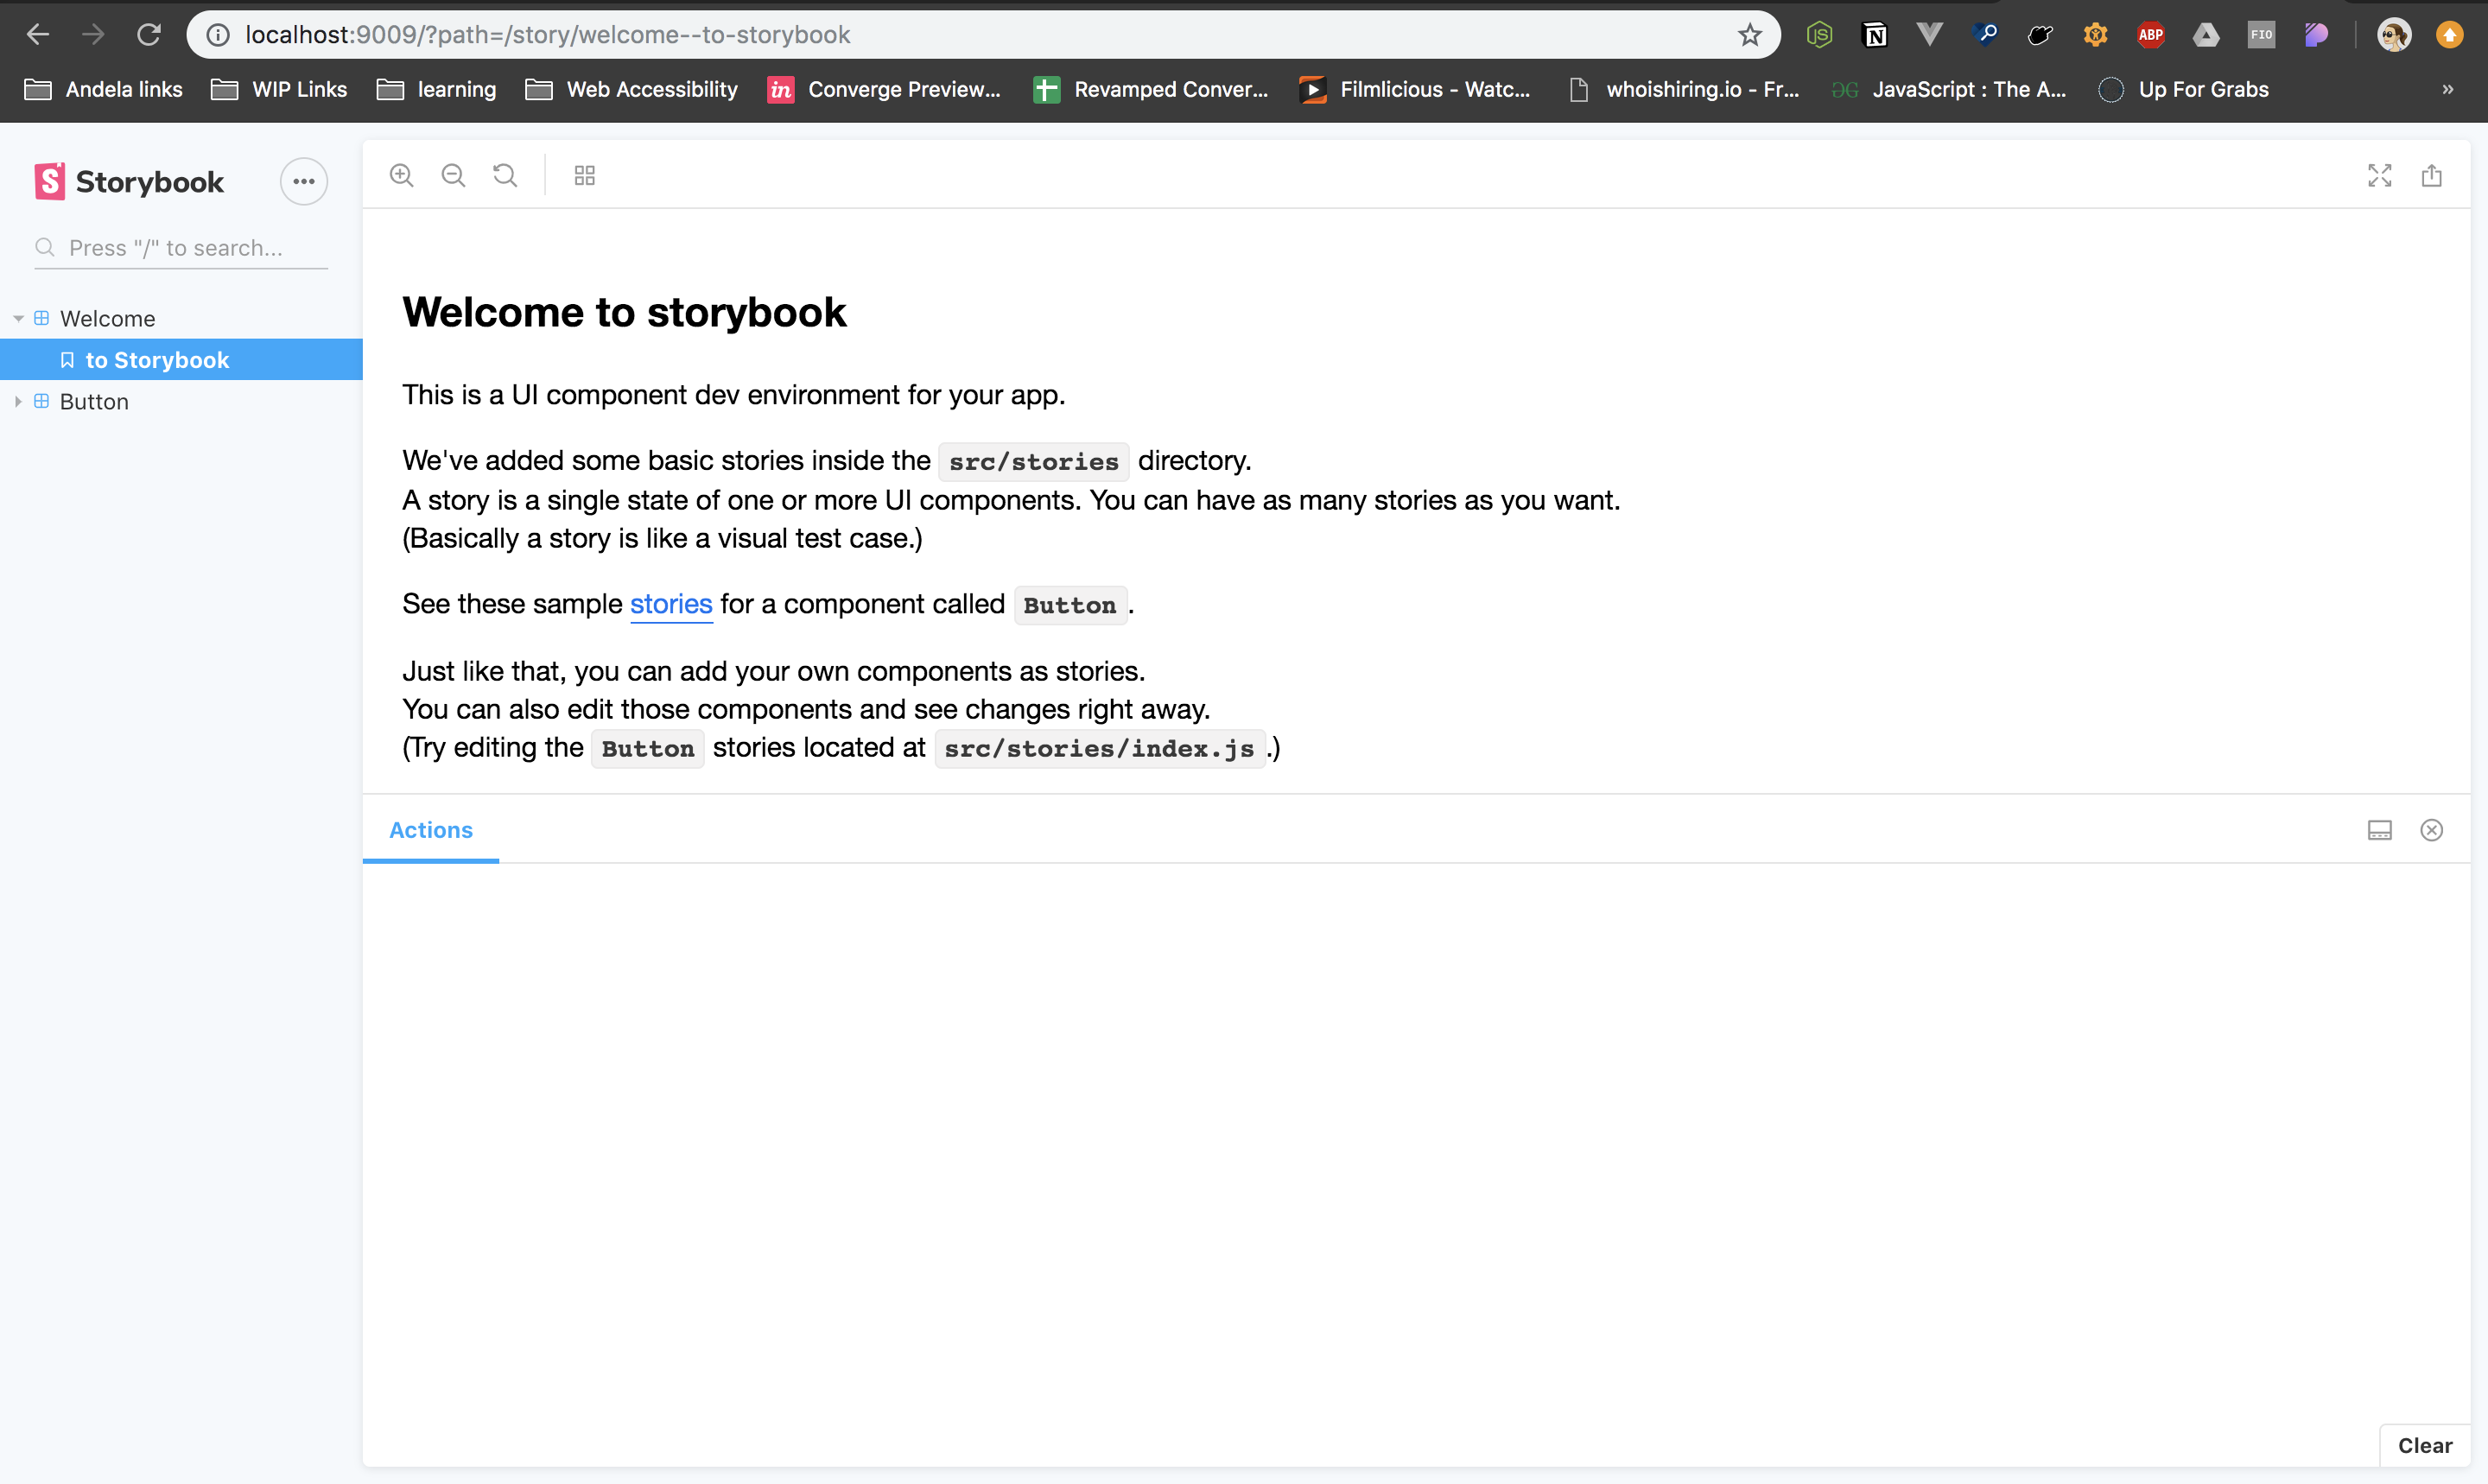 localhost:9009/?path=/story/welcome--to-storybook
JS
N
ABP
FIO
Andela links
WIP Links
learning
Web Accessibility
in
Converge Preview...
Revamped Conver...
Filmlicious - Watc...
whoishiring.io - Fr...
JavaScript : The A...
Up For Grabs
»
S
Storybook
Press "/" to search...
Welcome
to Storybook
Button
Welcome to storybook
This is a UI component dev environment for your app.
We've added some basic stories inside the src/stories directory.
A story is a single state of one or more UI components. You can have as many stories as you want.
(Basically a story is like a visual test case.)
See these sample stories for a component called Button.
Just like that, you can add your own components as stories.
You can also edit those components and see changes right away.
(Try editing the Button stories located at src/stories/index.js.)
Actions
Clear